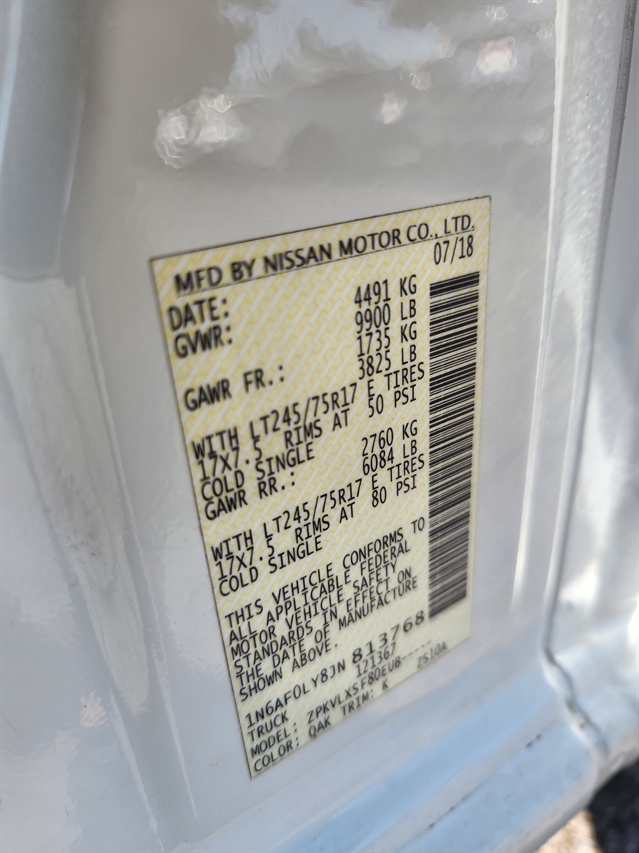 MFD BY NISSAN MOTOR CO., LTD.
DATE: 07/18
GVWR: 4491 KG
9900 LB
GAWR FR.: 1735 KG
3825 LB
WITH LT245/75R17 E TIRES
17X7.5 RIMS AT 50 PSI
COLD SINGLE
GAWR RR.: 2760 KG
6084 LB
WITH LT245/75R17 E TIRES
17X7.5 RIMS AT 80 PSI
COLD SINGLE
THIS VEHICLE CONFORMS TO
ALL APPLICABLE FEDERAL
MOTOR VEHICLE SAFETY
STANDARDS IN EFFECT ON
THE DATE OF MANUFACTURE
SHOWN ABOVE.
1N6AF0LY8JN 813768
TRUCK 121367
MODEL: ZPKVLXSF80EUB-----
COLOR: QAK TRIM: K ZS10A